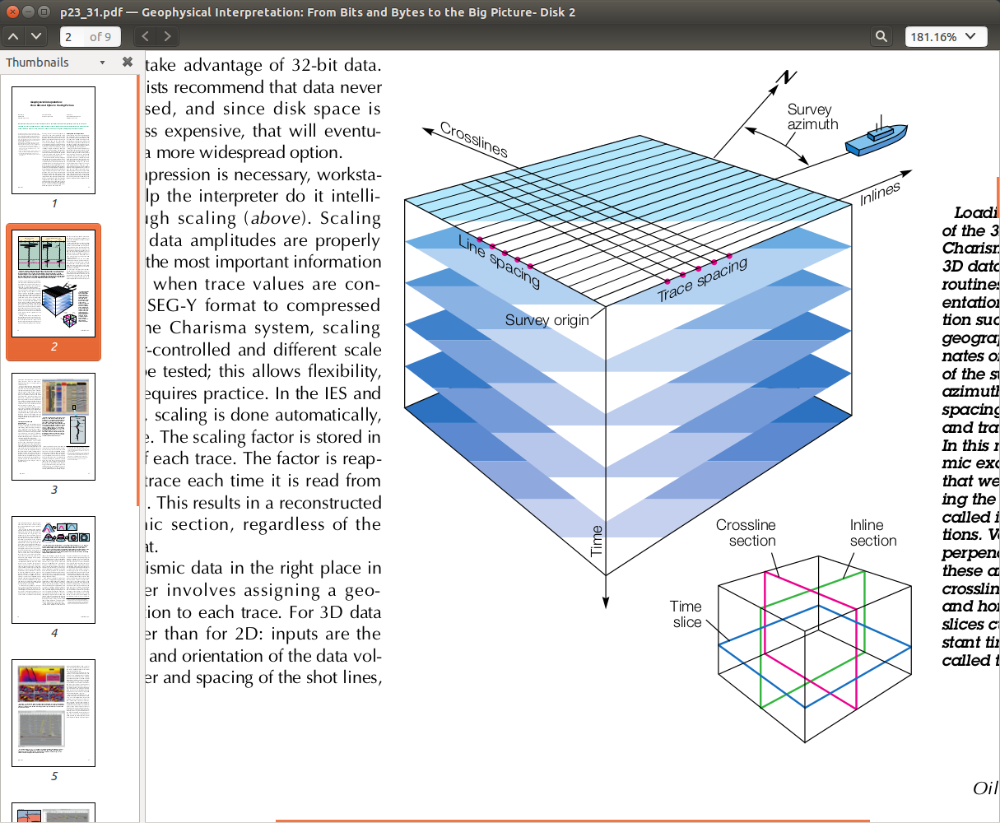 p23_31.pdf — Geophysical Interpretation: From Bits and Bytes to the Big Picture- Disk 2
2 of 9
181.16%
Thumbnails
1
2
3
4
5
take advantage of 32-bit data.
ists recommend that data never
sed, and since disk space is
ss expensive, that will eventu-
a more widespread option.
npression is necessary, worksta-
lp the interpreter do it intelli-
ugh scaling (above). Scaling
data amplitudes are properly
the most important information
when trace values are con-
SEG-Y format to compressed
ne Charisma system, scaling
r-controlled and different scale
be tested; this allows flexibility,
equires practice. In the IES and
, scaling is done automatically,
e. The scaling factor is stored in
f each trace. The factor is reap-
trace each time it is read from
. This results in a reconstructed
nic section, regardless of the
at.
ismic data in the right place in
er involves assigning a geo-
tion to each trace. For 3D data
er than for 2D: inputs are the
and orientation of the data vol-
er and spacing of the shot lines,
N
Survey
azimuth
Crosslines
Inlines
Line spacing
Trace spacing
Survey origin
Time
Crossline
section
Inline
section
Time
slice
Loadi
of the 3
Charism
3D data
routines
entation
tion suc
geograp
nates of
of the su
azimuth
spacing
and tra
In this r
mic exc
that we
ing the
called i
tions. Ve
perpend
these ar
crosslin
and hor
slices cu
stant tin
called t
Oil